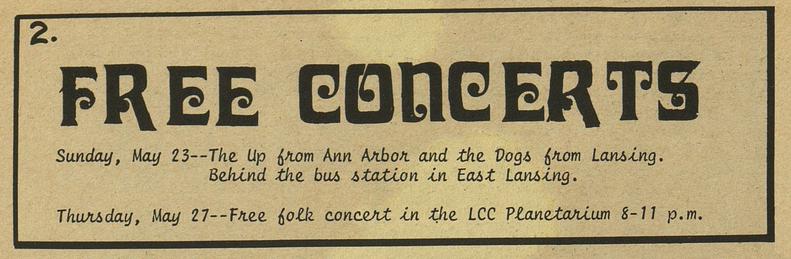 2.
FREE CONCERTS
Sunday, May 23--The Up from Ann Arbor and the Dogs from Lansing.
Behind the bus station in East Lansing.
Thursday, May 27--Free folk concert in the LCC Planetarium 8-11 p.m.